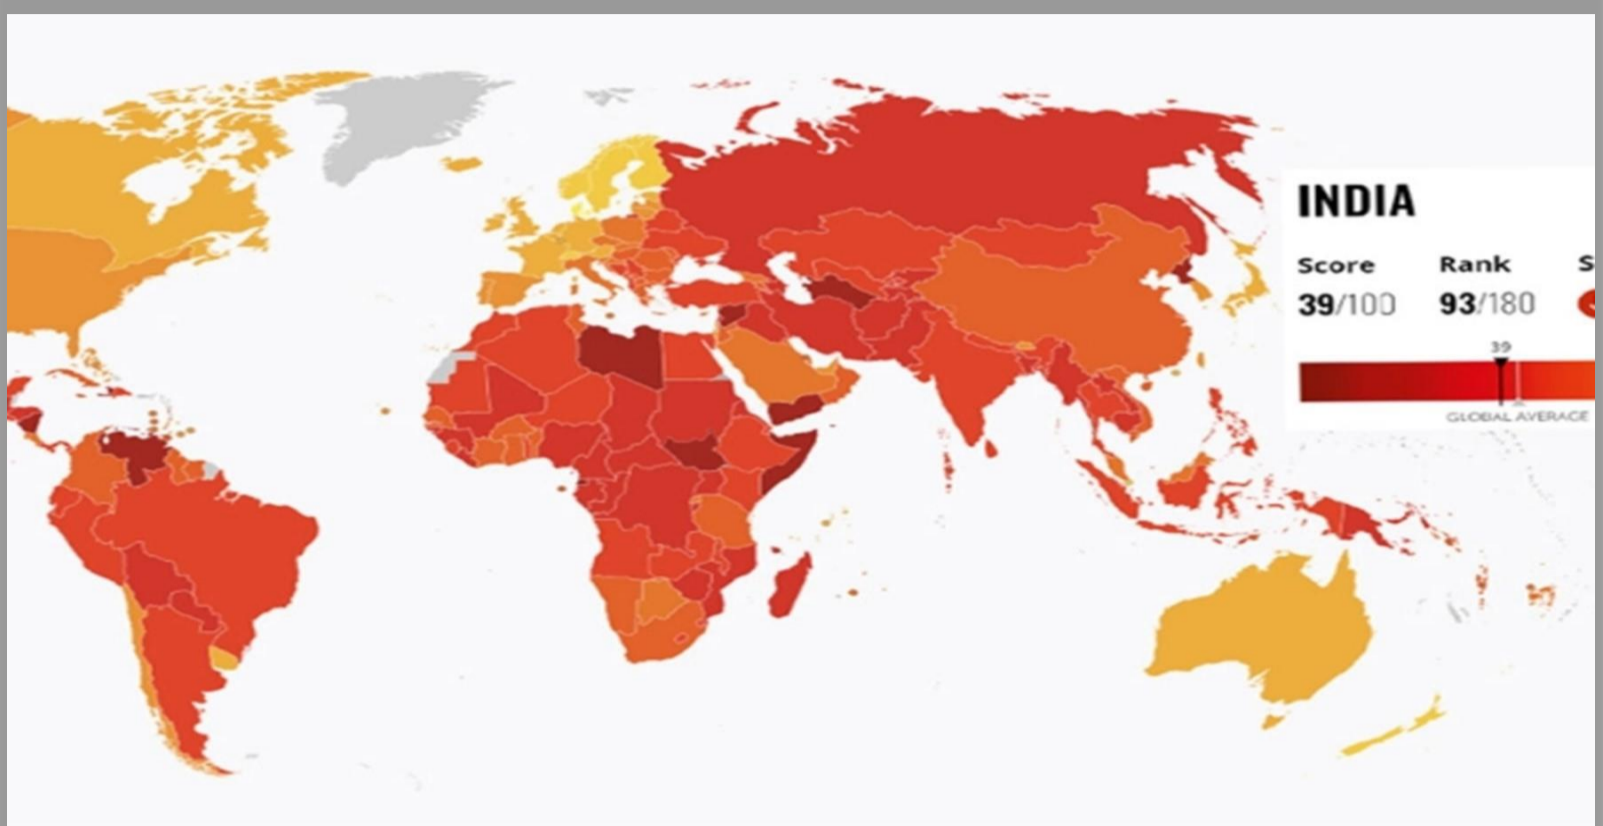 INDIA
Score Rank S
39/100 93/180
39
GLOBAL AVERAGE